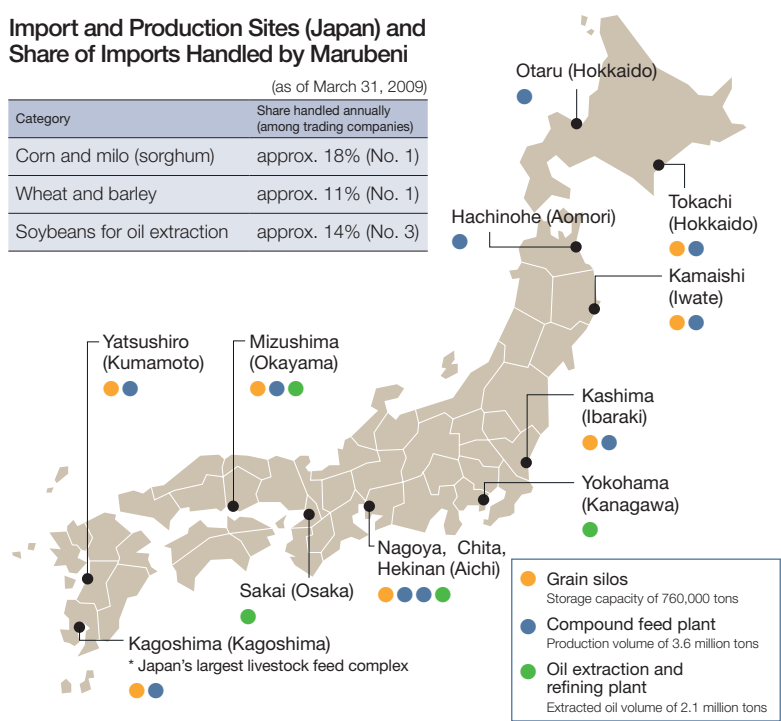 Import and Production Sites (Japan) and
Share of Imports Handled by Marubeni
(as of March 31, 2009)
Category
Share handled annually
(among trading companies)
Corn and milo (sorghum)
approx. 18% (No. 1)
Wheat and barley
approx. 11% (No. 1)
Soybeans for oil extraction
approx. 14% (No. 3)
Otaru (Hokkaido)
Tokachi
(Hokkaido)
Hachinohe (Aomori)
Kamaishi
(Iwate)
Yatsushiro
(Kumamoto)
Mizushima
(Okayama)
Kashima
(Ibaraki)
Yokohama
(Kanagawa)
Nagoya, Chita,
Hekinan (Aichi)
Sakai (Osaka)
Kagoshima (Kagoshima)
* Japan's largest livestock feed complex
Grain silos
Storage capacity of 760,000 tons
Compound feed plant
Production volume of 3.6 million tons
Oil extraction and
refining plant
Extracted oil volume of 2.1 million tons